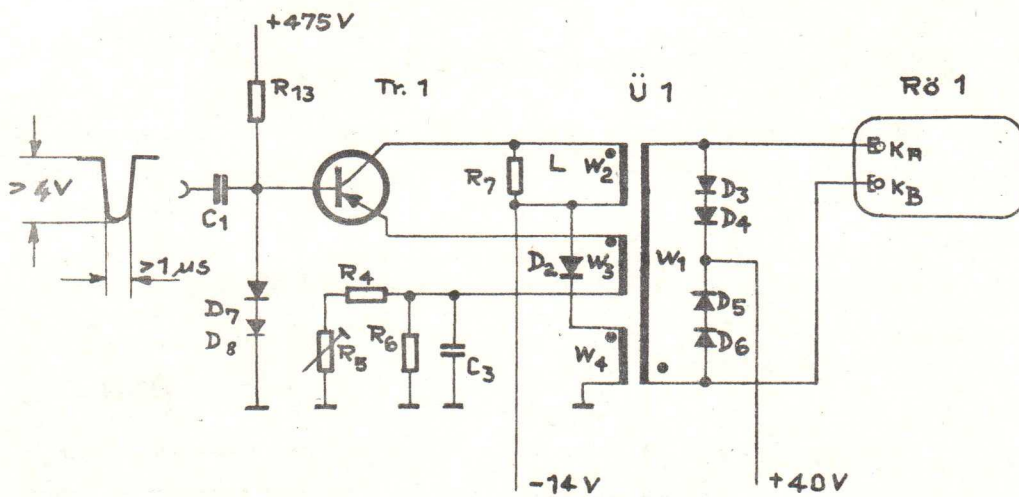 +475V
R13
Tr. 1
Ü 1
Rö 1
>4V
>1 µs
C1
R7
L
W2
D3
D4
KA
KB
D2
W3
W1
D5
D6
R4
R5
R6
C3
W4
D7
D8
-14V
+40V